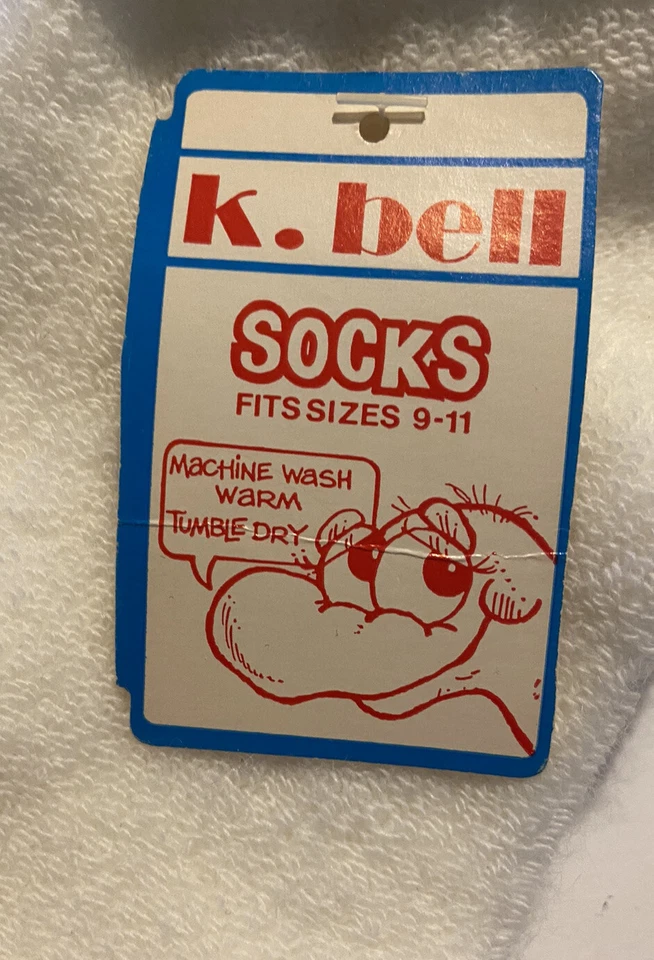 k. bell
SOCKS
FITS SIZES 9-11
MACHiNE WASH
WARM
TUMBLE DRY